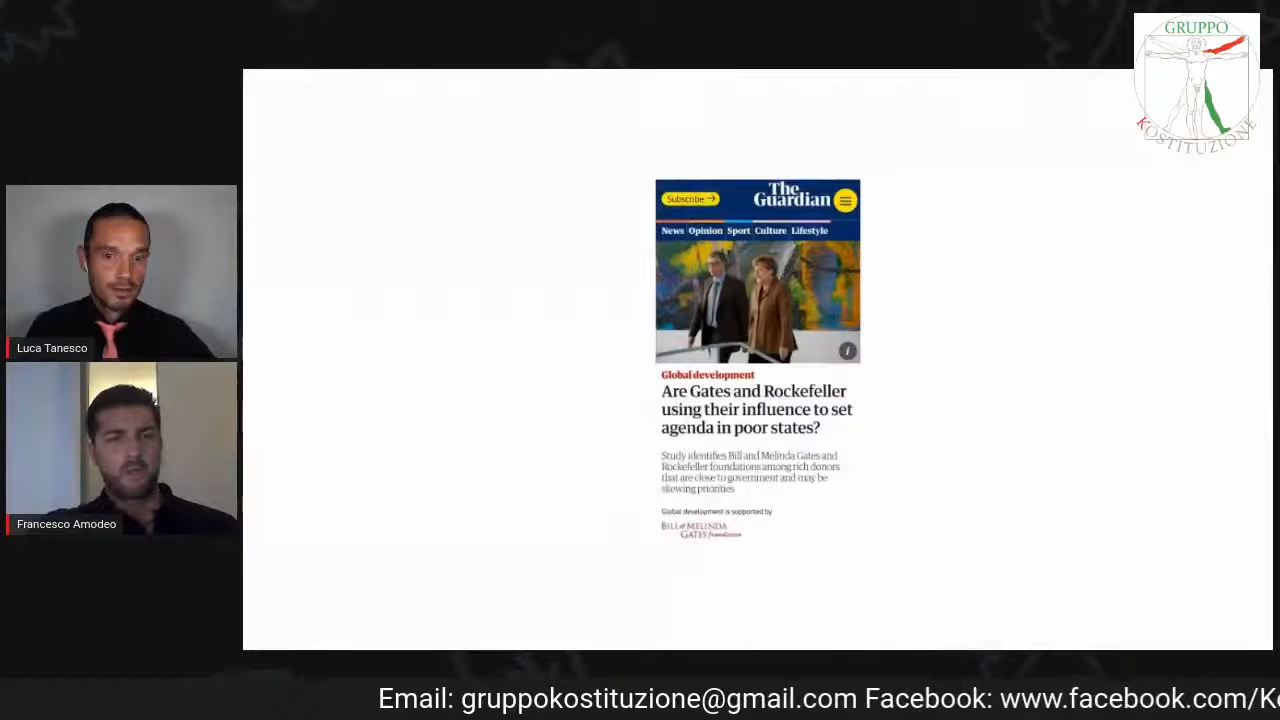 GRUPPO
KOSTITUZIONE
Subscribe →
The
Guardian
News Opinion Sport Culture Lifestyle
i
Global development
Are Gates and Rockefeller
using their influence to set
agenda in poor states?
Study identifies Bill and Melinda Gates and
Rockefeller foundations among rich donors
that are close to government and may be
skewing priorities
Global development is supported by
BILL & MELINDA
GATES foundation
Luca Tanesco
Francesco Amodeo
Email: gruppokostituzione@gmail.com Facebook: www.facebook.com/K